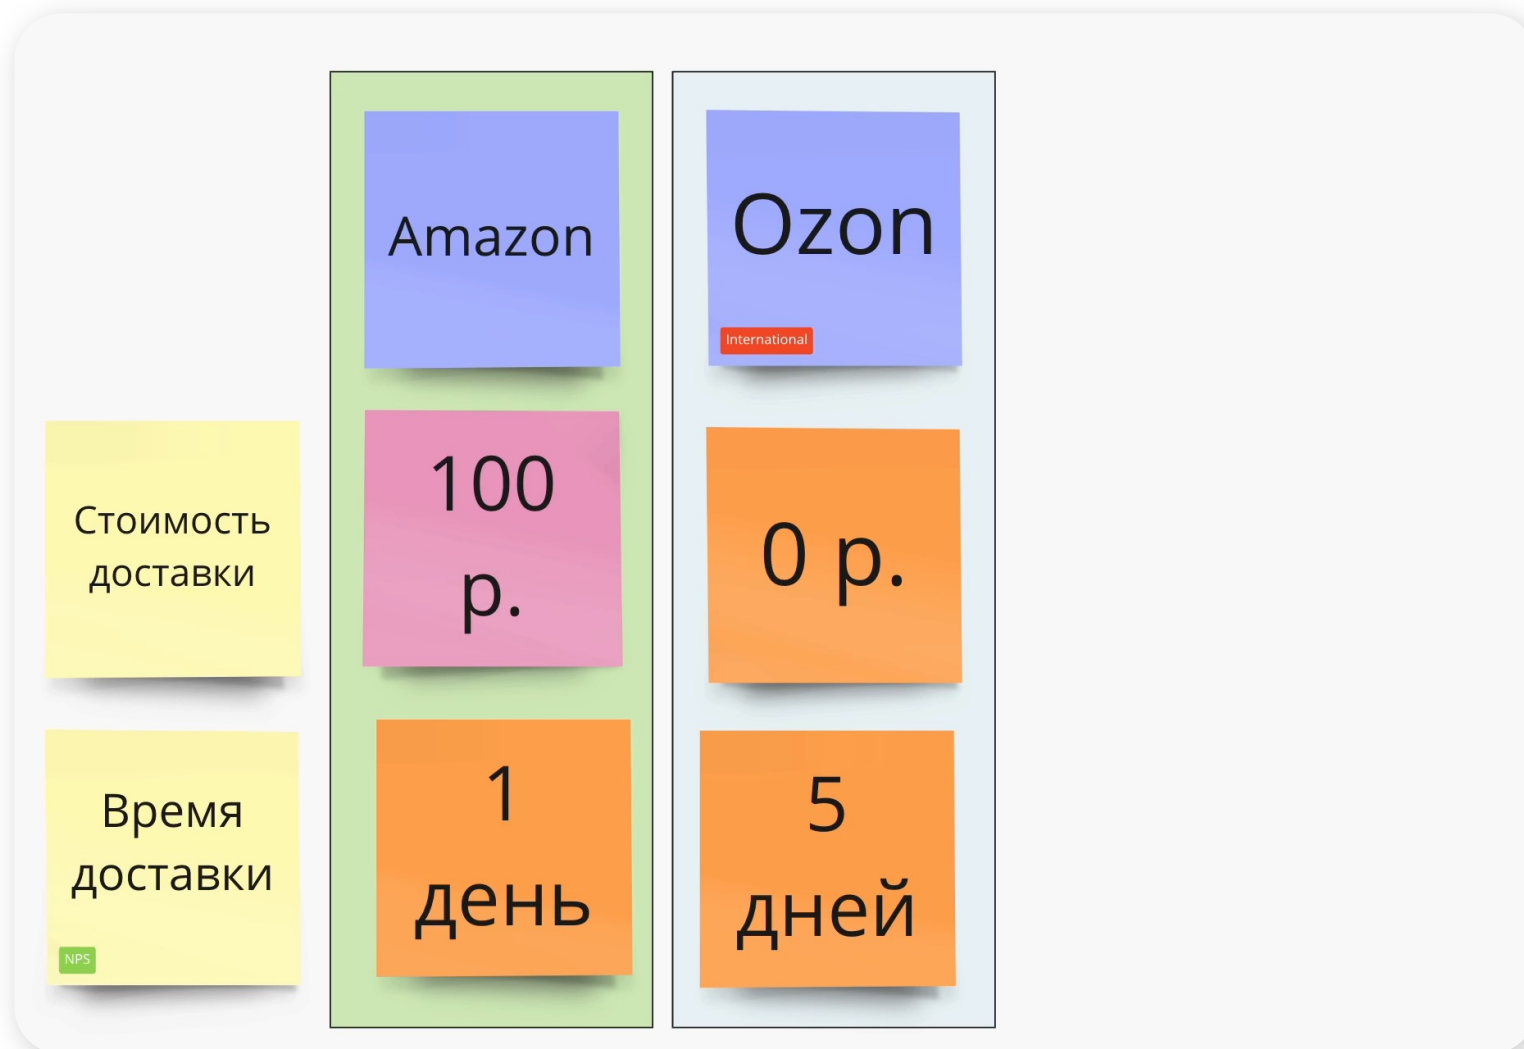 Amazon
Ozon
International
Стоимость
доставки
100
р.
0 р.
Время
доставки
NPS
1
день
5
дней